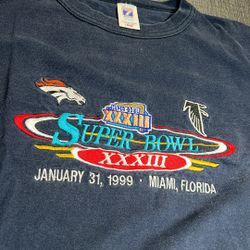 XXXIII
SUPER BOWL
XXXIII
JANUARY 31, 1999 · MIAMI, FLORIDA